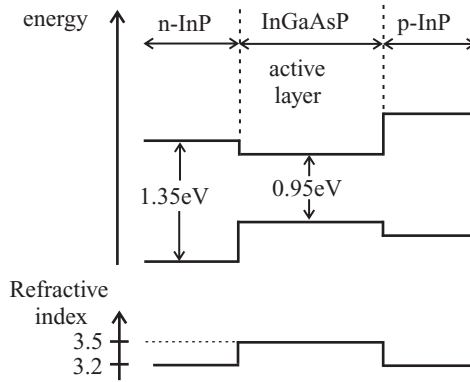 energy
n-InP
InGaAsP
p-InP
active
layer
1.35eV
0.95eV
Refractive
index
3.5
3.2